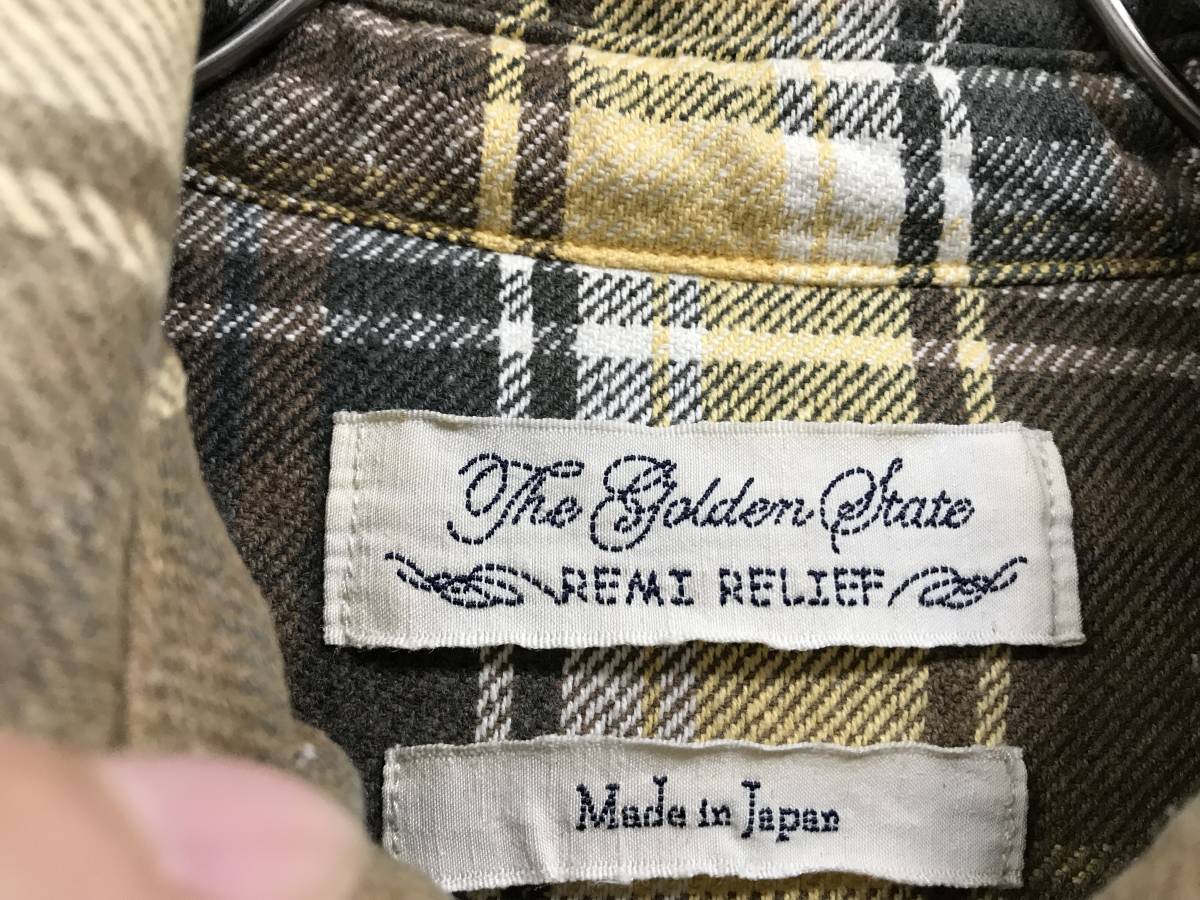 The Golden State
REMI RELIEF
Made in Japan